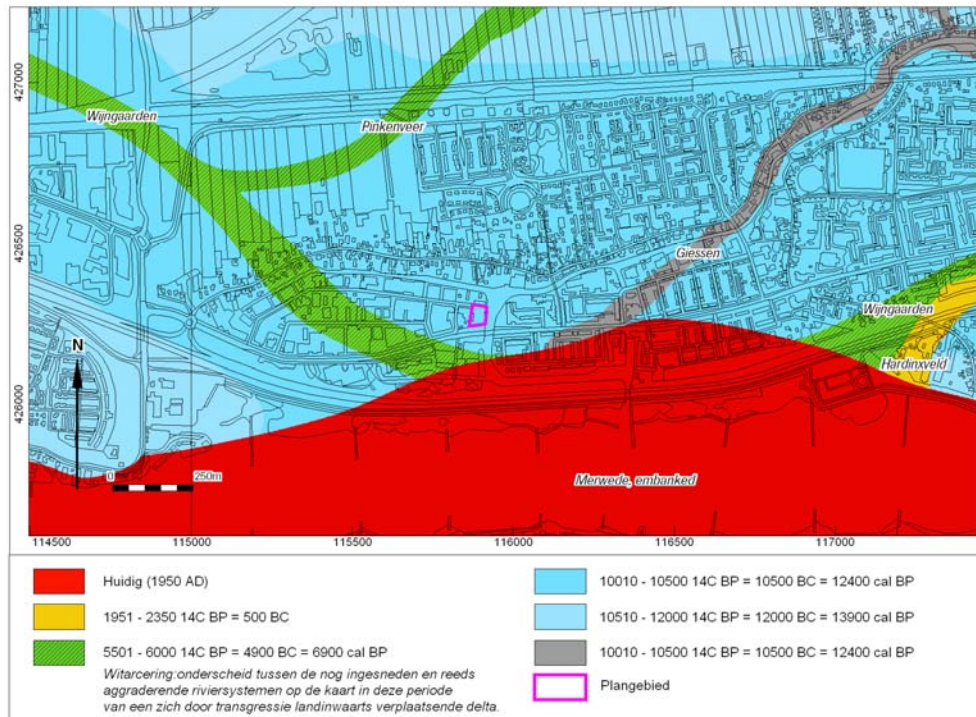 427000
Wijngaarden
Pinkenveer
426500
Giessen
Wijngaarden
Hardinxveld
N
426000
0 250m
Merwede, embanked
114500 115000 115500 116000 116500 117000
Huidig (1950 AD)
1951 - 2350 14C BP = 500 BC
5501 - 6000 14C BP = 4900 BC = 6900 cal BP
Witarcering:onderscheid tussen de nog ingesneden en reeds
aggraderende riviersystemen op de kaart in deze periode
van een zich door transgressie landinwaarts verplaatsende delta.
10010 - 10500 14C BP = 10500 BC = 12400 cal BP
10510 - 12000 14C BP = 12000 BC = 13900 cal BP
10010 - 10500 14C BP = 10500 BC = 12400 cal BP
Plangebied